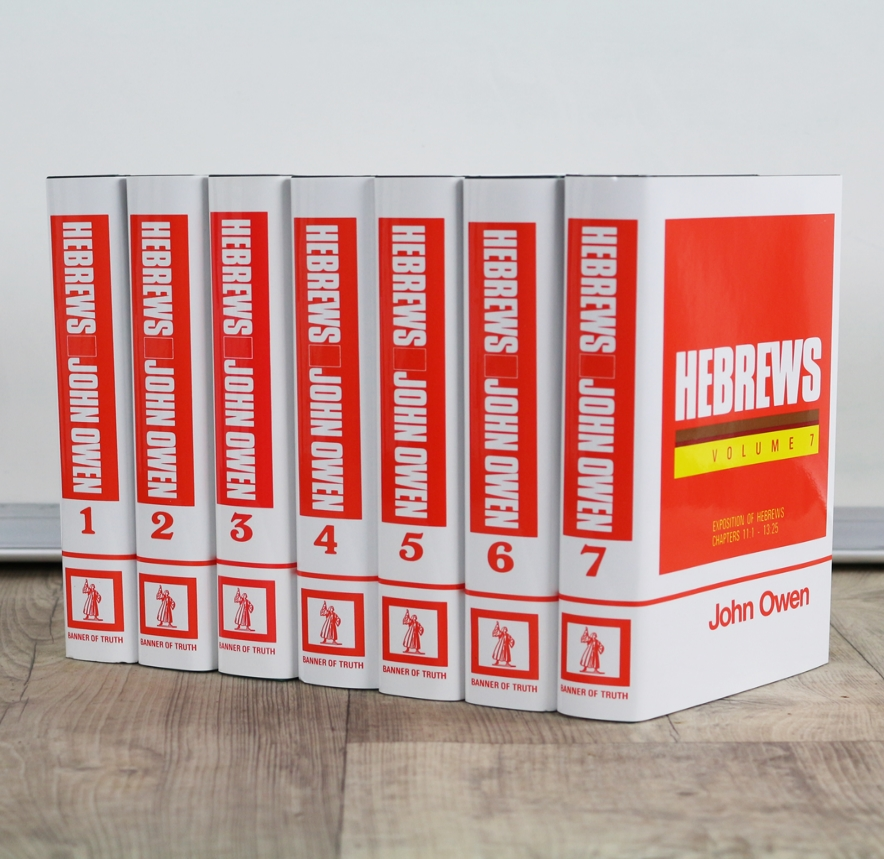 HEBREWS JOHN OWEN
1
BANNER OF TRUTH
HEBREWS JOHN OWEN
2
BANNER OF TRUTH
HEBREWS JOHN OWEN
3
BANNER OF TRUTH
HEBREWS JOHN OWEN
4
BANNER OF TRUTH
HEBREWS JOHN OWEN
5
BANNER OF TRUTH
HEBREWS JOHN OWEN
6
BANNER OF TRUTH
HEBREWS JOHN OWEN
7
BANNER OF TRUTH
HEBREWS
VOLUME 7
EXPOSITION OF HEBREWS
CHAPTERS 11:1 - 13:25
John Owen